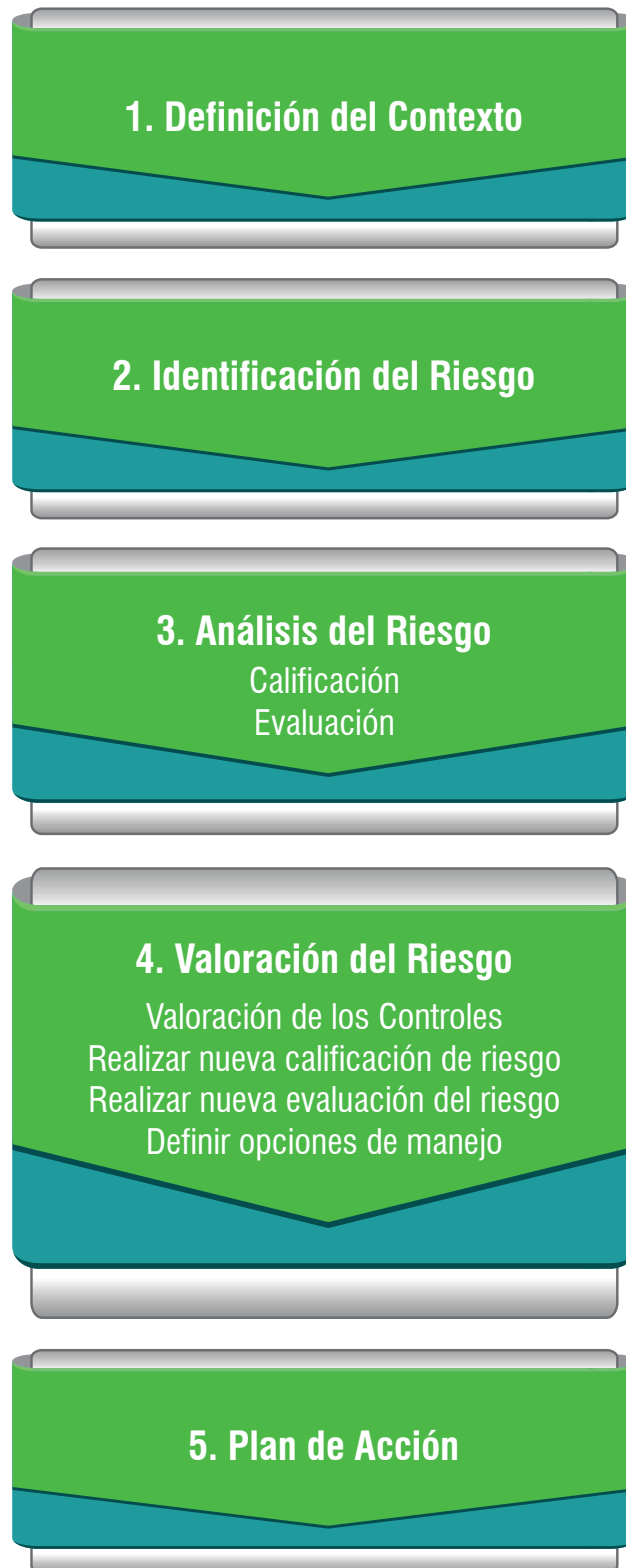 1. Definición del Contexto
2. Identificación del Riesgo
3. Análisis del Riesgo
Calificación
Evaluación
4. Valoración del Riesgo
Valoración de los Controles
Realizar nueva calificación de riesgo
Realizar nueva evaluación del riesgo
Definir opciones de manejo
5. Plan de Acción